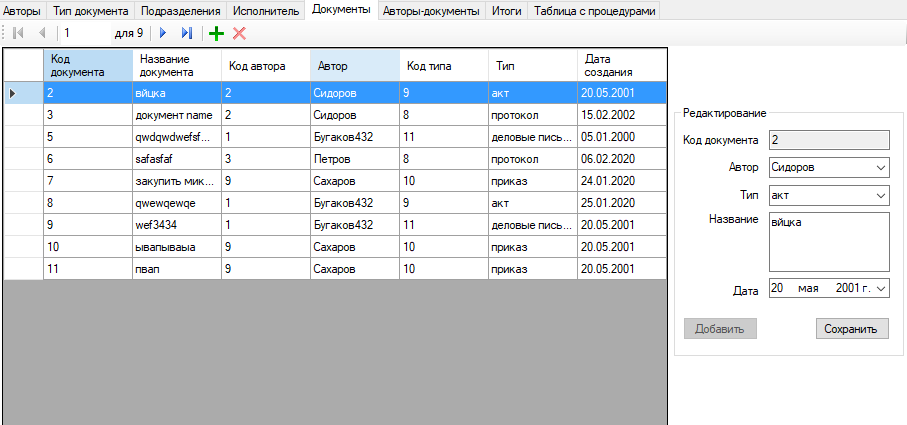 Авторы Тип документа Подразделения Исполнитель Документы Авторы-документы Итоги Таблица с процедурами
1 для 9
Код документа Название документа Код автора Автор Код типа Тип Дата создания
2 вйцка 2 Сидоров 9 акт 20.05.2001
3 документ name 2 Сидоров 8 протокол 15.02.2002
5 qwdqwdwefsf... 1 Бугаков432 11 деловые пись... 05.01.2000
6 safasfaf 3 Петров 8 протокол 06.02.2020
7 закупить мик... 9 Сахаров 10 приказ 24.01.2020
8 qwewqewqe 1 Бугаков432 9 акт 25.01.2020
9 wef3434 1 Бугаков432 11 деловые пись... 20.05.2001
10 ывапываыа 9 Сахаров 10 приказ 20.05.2001
11 пвап 9 Сахаров 10 приказ 20.05.2001
Редактирование
Код документа 2
Автор Сидоров
Тип акт
Название вйцка
Дата 20 мая 2001 г.
Добавить Сохранить